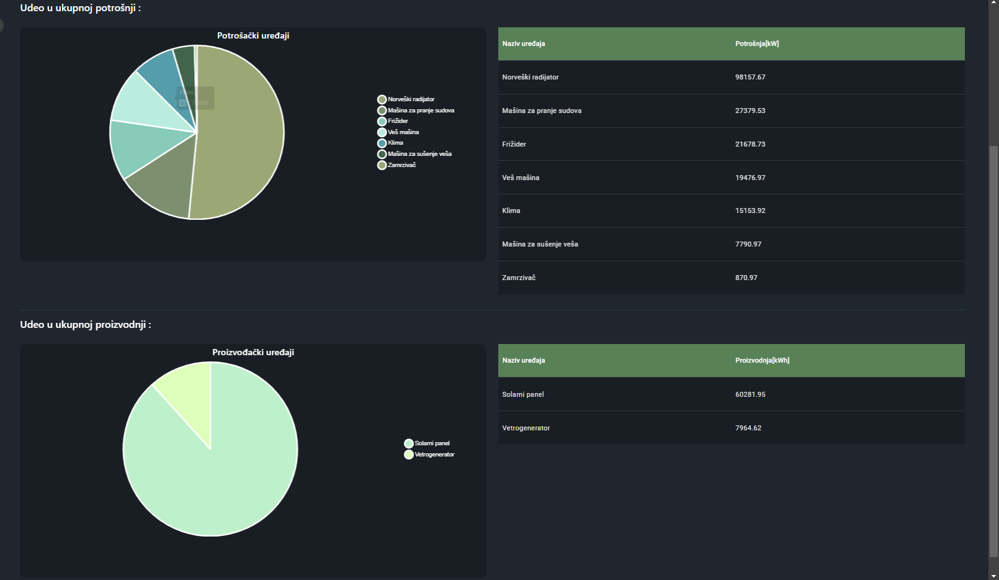 Udeo u ukupnoj potrošnji :
Potrošački uređaji
Norveški radijator
Mašina za pranje sudova
Frižider
Veš mašina
Klima
Mašina za sušenje veša
Zamrzivač
Naziv uređaja Potrošnja[kW]
Norveški radijator 98157.67
Mašina za pranje sudova 27379.53
Frižider 21678.73
Veš mašina 19476.97
Klima 15153.92
Mašina za sušenje veša 7790.97
Zamrzivač 870.97
Udeo u ukupnoj proizvodnji :
Proizvođački uređaji
Solarni panel
Vetrogenerator
Naziv uređaja Proizvodnja[kWh]
Solarni panel 60281.95
Vetrogenerator 7964.62